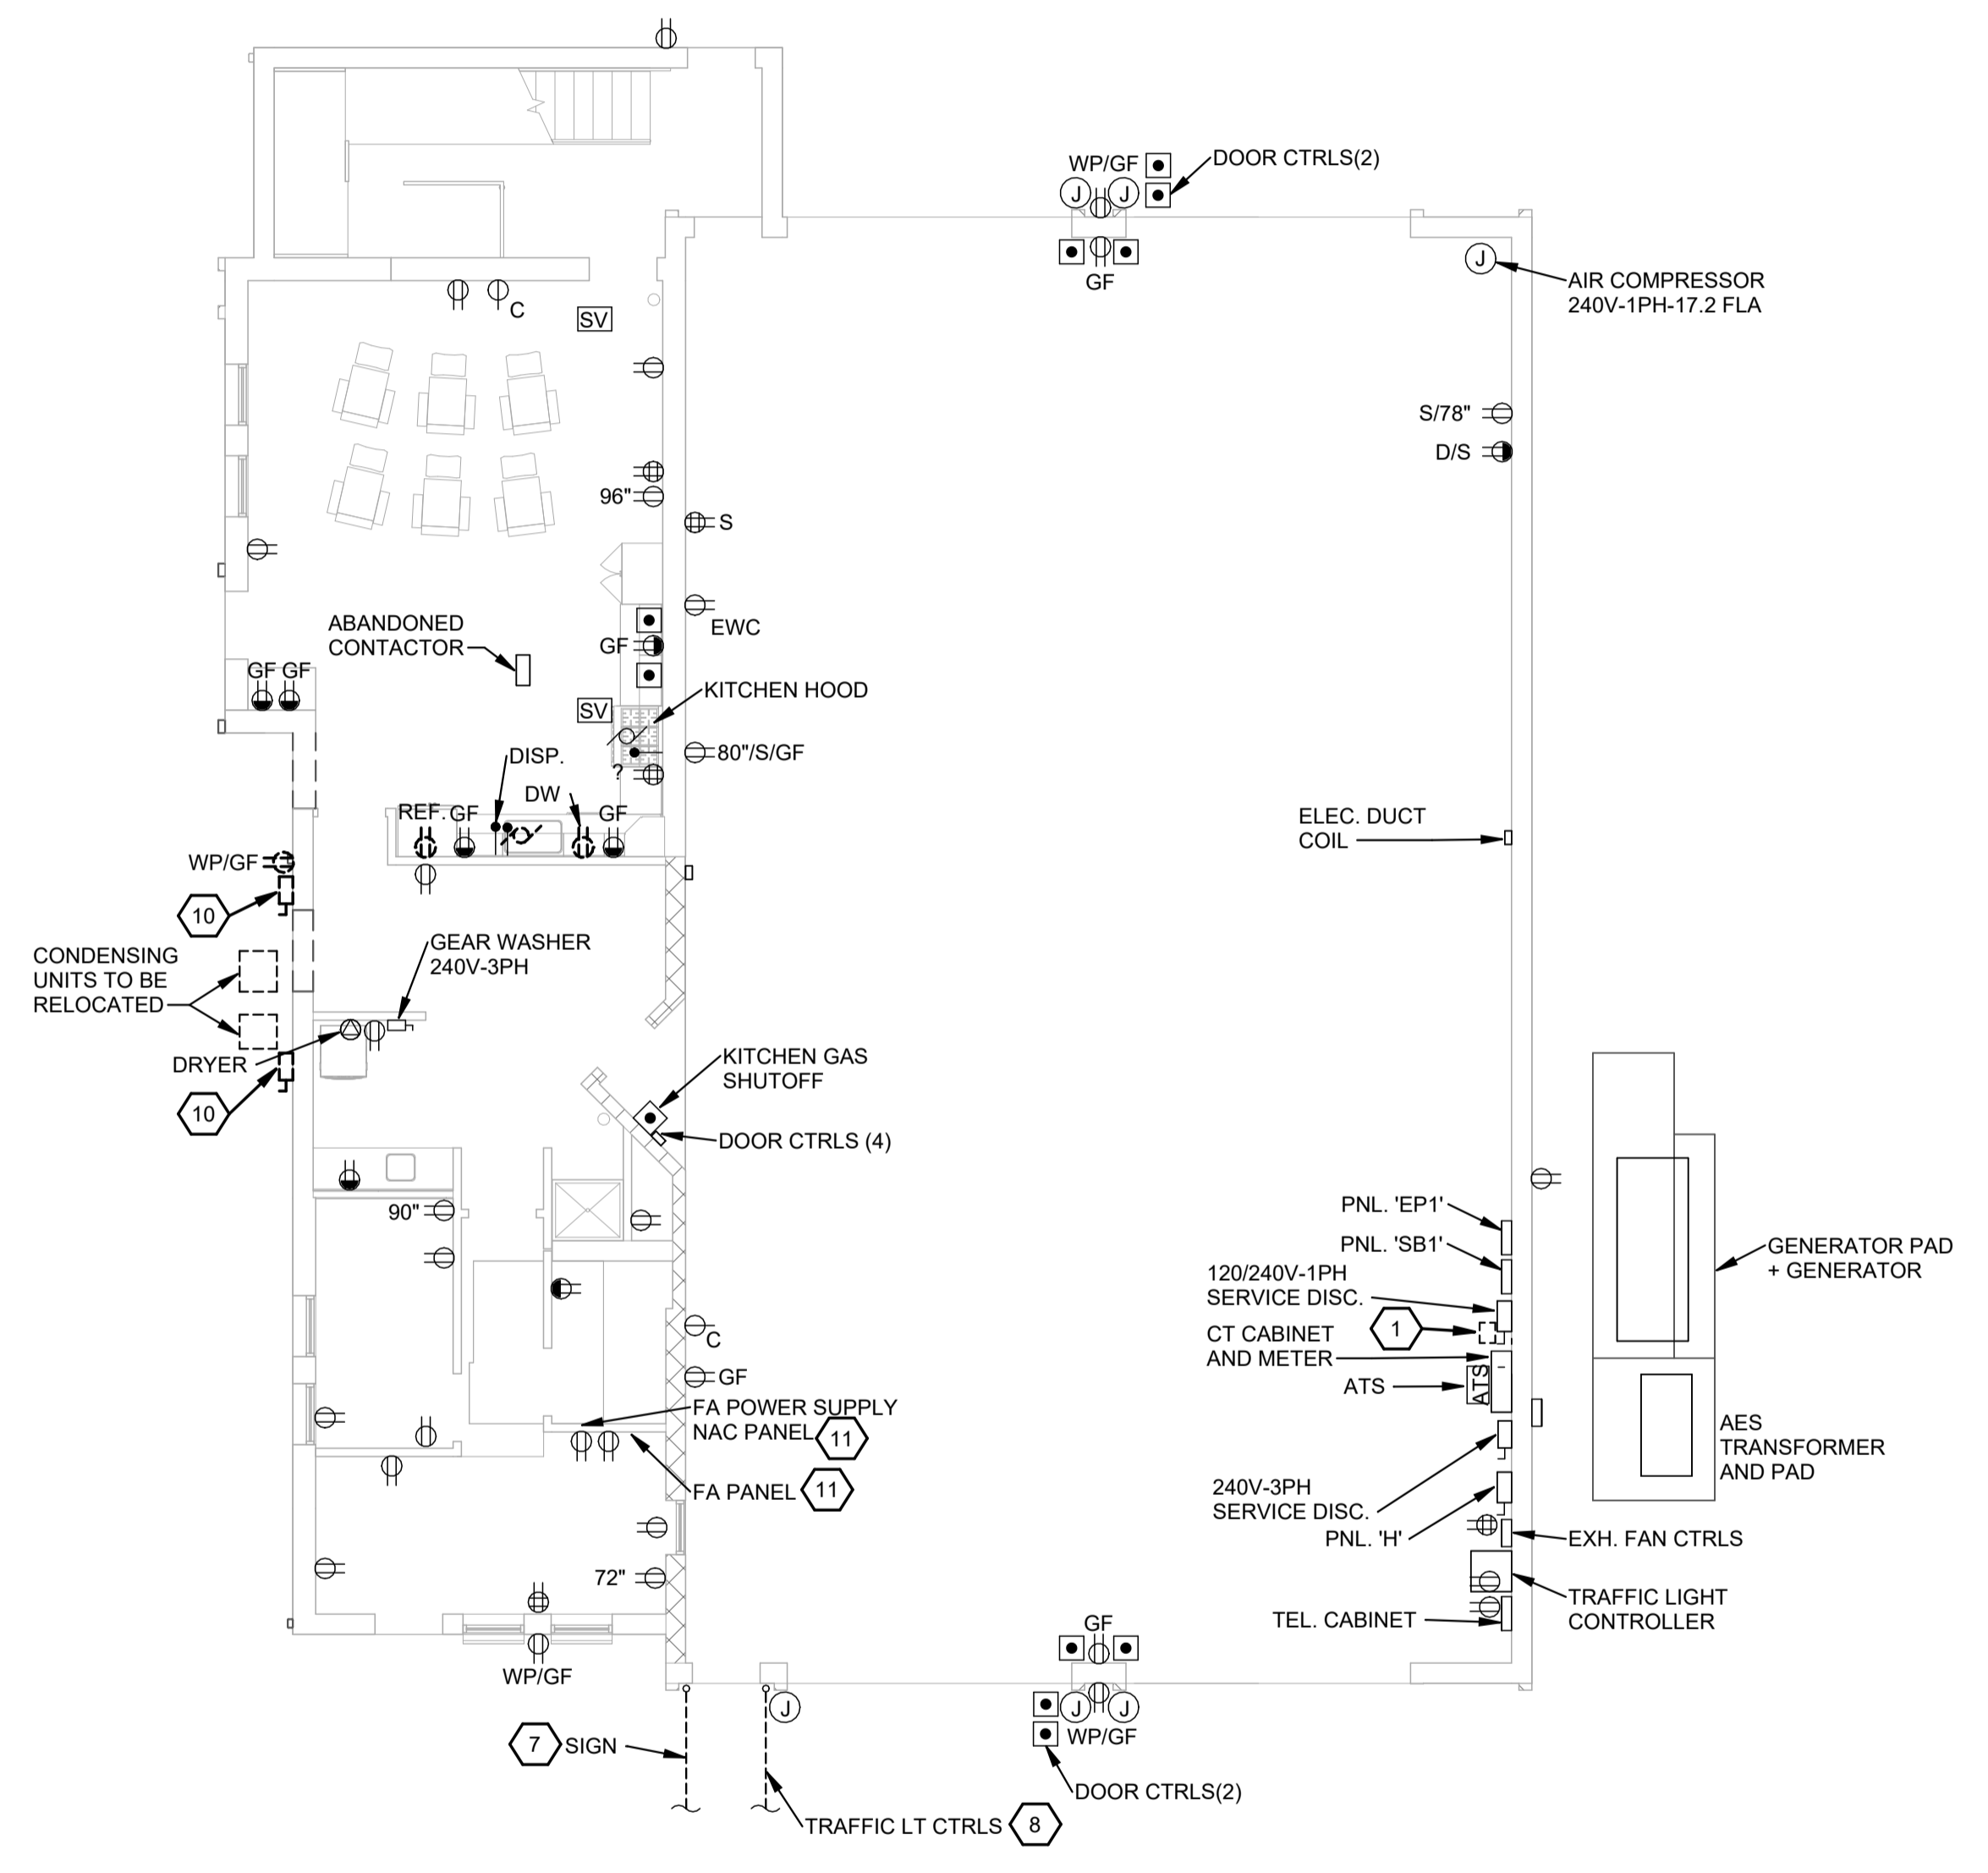 WP/GF
DOOR CTRLS(2)
J
J
GF
J
AIR COMPRESSOR
240V-1PH-17.2 FLA
C
SV
S/78"
D/S
96"
S
EWC
ABANDONED
CONTACTOR
GF
GF
GF
SV
KITCHEN HOOD
80"/S/GF
?
DISP.
DW
REF.
GF
GF
ELEC. DUCT
COIL
WP/GF
10
GEAR WASHER
240V-3PH
CONDENSING
UNITS TO BE
RELOCATED
DRYER
10
KITCHEN GAS
SHUTOFF
DOOR CTRLS (4)
90"
PNL. 'EP1'
PNL. 'SB1'
GENERATOR PAD
+ GENERATOR
120/240V-1PH
SERVICE DISC.
1
CT CABINET
AND METER
ATS
ATS
C
GF
FA POWER SUPPLY
NAC PANEL
11
FA PANEL
11
AES
TRANSFORMER
AND PAD
240V-3PH
SERVICE DISC.
PNL. 'H'
EXH. FAN CTRLS
72"
TRAFFIC LIGHT
CONTROLLER
TEL. CABINET
GF
WP/GF
J
J
J
WP/GF
7
SIGN
DOOR CTRLS(2)
TRAFFIC LT CTRLS
8